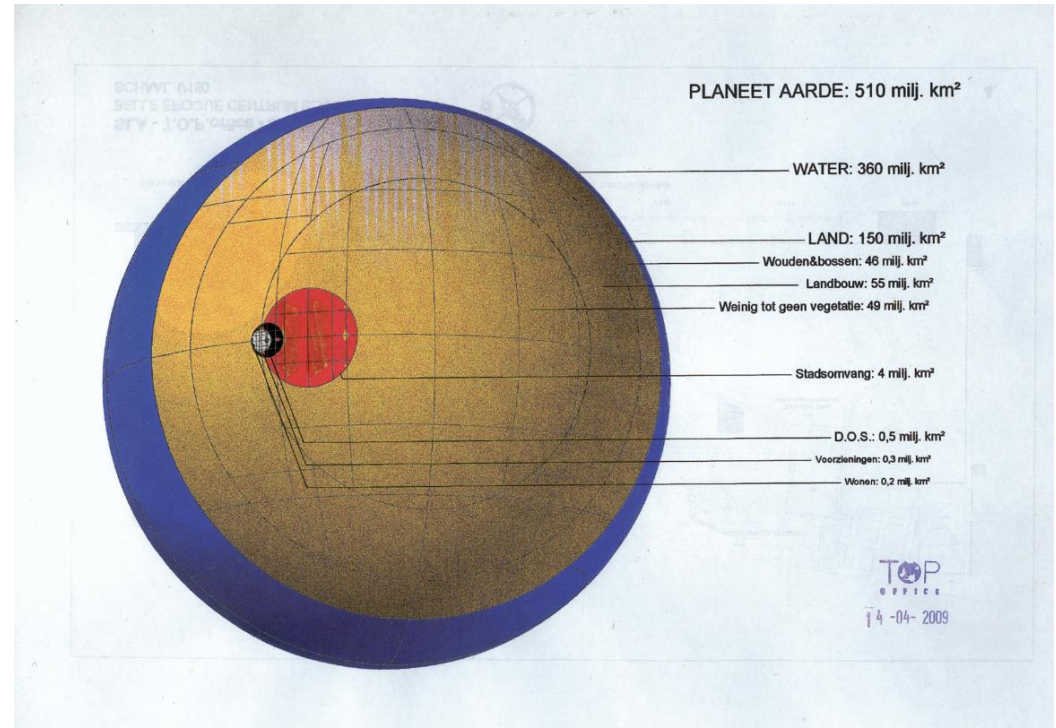 PLANEET AARDE: 510 milj. km²
WATER: 360 milj. km²
LAND: 150 milj. km²
Wouden&bossen: 46 milj. km²
Landbouw: 55 milj. km²
Weinig tot geen vegetatie: 49 milj. km²
Stadsomvang: 4 milj. km²
D.O.S.: 0,5 milj. km²
Voorzieningen: 0,3 milj. km²
Wonen: 0,2 milj. km²
TOP
OFFICE
14 -04- 2009